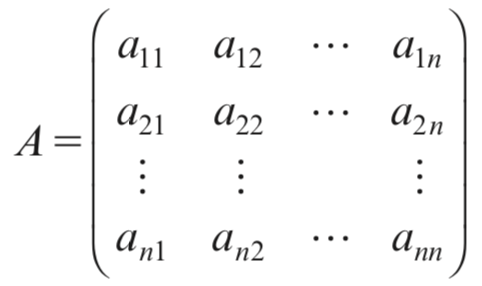 A = ( a₁₁ a₁₂ ⋯ a₁ₙ
a₂₁ a₂₂ ⋯ a₂ₙ
⋮ ⋮ ⋮
aₙ₁ aₙ₂ ⋯ aₙₙ )